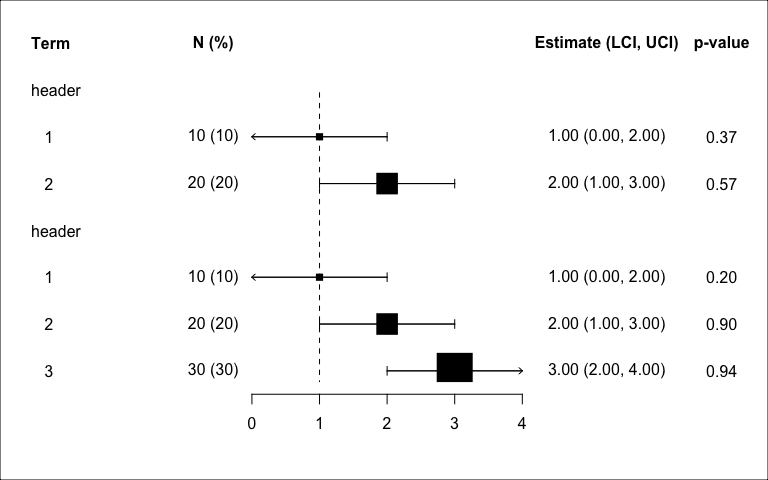 Term N (%) Estimate (LCI, UCI) p-value
header
1 10 (10) 1.00 (0.00, 2.00) 0.37
2 20 (20) 2.00 (1.00, 3.00) 0.57
header
1 10 (10) 1.00 (0.00, 2.00) 0.20
2 20 (20) 2.00 (1.00, 3.00) 0.90
3 30 (30) 3.00 (2.00, 4.00) 0.94
0 1 2 3 4